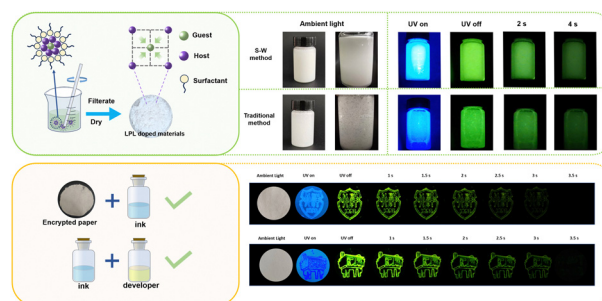 Guest
Host
Surfactant
Filterate
Dry
LPL doped materials
Ambient light
UV on
UV off
2 s
4 s
S-W
method
Traditional
method
Encrypted paper
ink
ink
developer
Ambient Light
UV on
UV off
1 s
1.5 s
2 s
2.5 s
3 s
3.5 s
Ambient Light
UV on
UV off
1 s
1.5 s
2 s
2.5 s
3 s
3.5 s